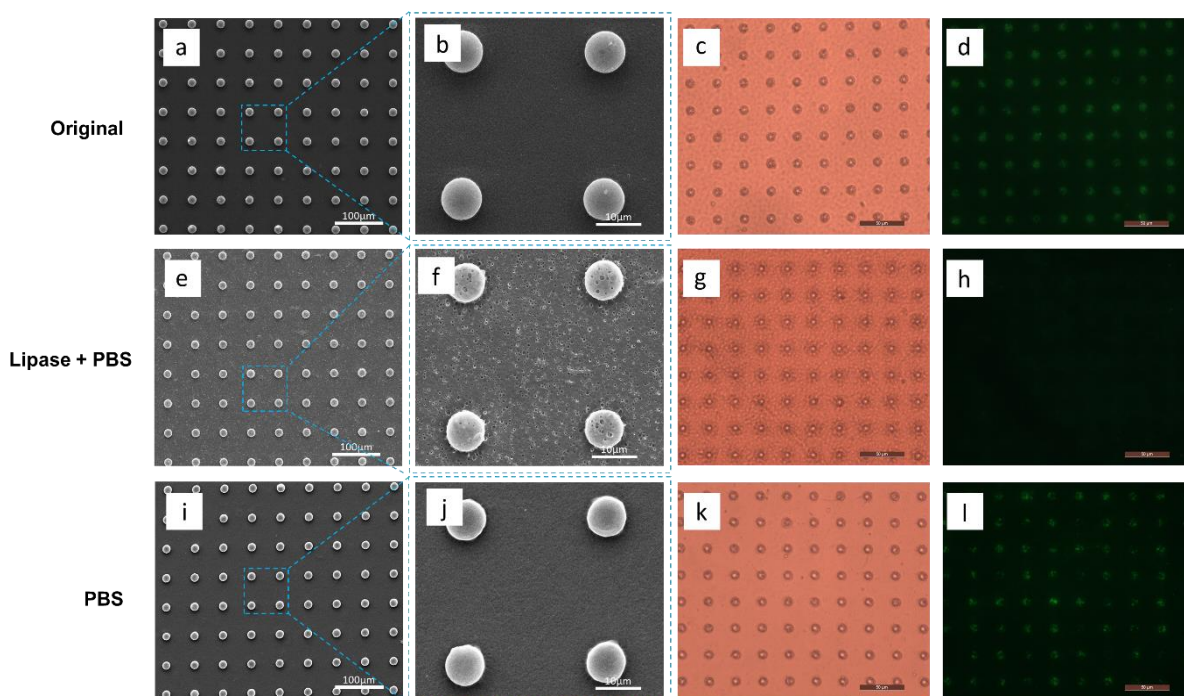 a
b
c
d
Original
100μm
10μm
e
f
g
h
Lipase + PBS
100μm
10μm
i
j
k
l
PBS
100μm
10μm